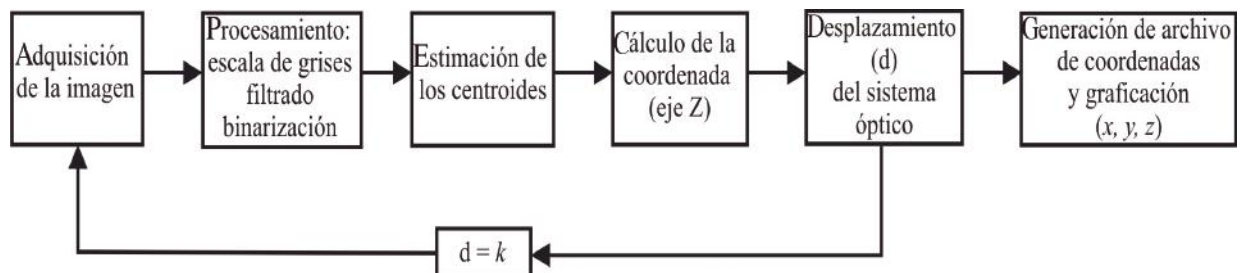 Adquisición
de la imagen
Procesamiento:
escala de grises
filtrado
binarización
Estimación de
los centroides
Cálculo de la
coordenada
(eje Z)
Desplazamiento
(d)
del sistema
óptico
Generación de archivo
de coordenadas
y graficación
(x, y, z)
d = k